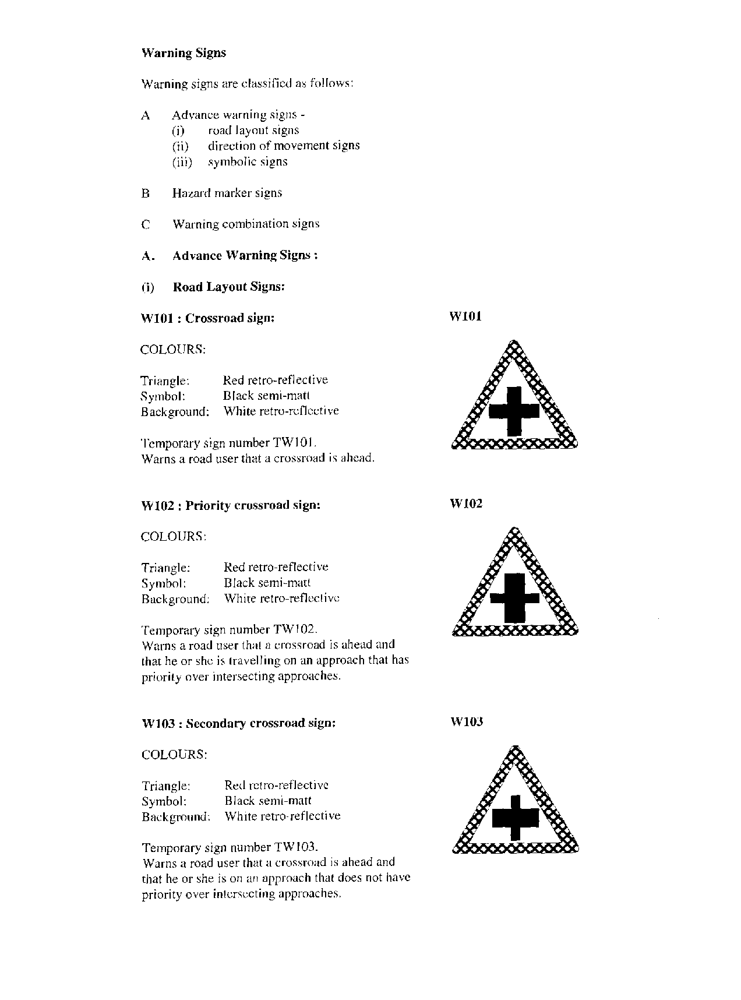 Warning Signs
Warning signs are classified as follows:
A Advance warning signs -
(i) road layout signs
(ii) direction of movement signs
(iii) symbolic signs
B Hazard marker signs
C Warning combination signs
A. Advance Warning Signs :
(i) Road Layout Signs:
W101 : Crossroad sign: W101
COLOURS:
Triangle: Red retro-reflective
Symbol: Black semi-matt
Background: White retro-reflective
Temporary sign number TW101.
Warns a road user that a crossroad is ahead.
W102 : Priority crossroad sign: W102
COLOURS:
Triangle: Red retro-reflective
Symbol: Black semi-matt
Background: White retro-reflective
Temporary sign number TW102.
Warns a road user that a crossroad is ahead and
that he or she is travelling on an approach that has
priority over intersecting approaches.
W103 : Secondary crossroad sign: W103
COLOURS:
Triangle: Red retro-reflective
Symbol: Black semi-matt
Background: White retro-reflective
Temporary sign number TW103.
Warns a road user that a crossroad is ahead and
that he or she is on an approach that does not have
priority over intersecting approaches.